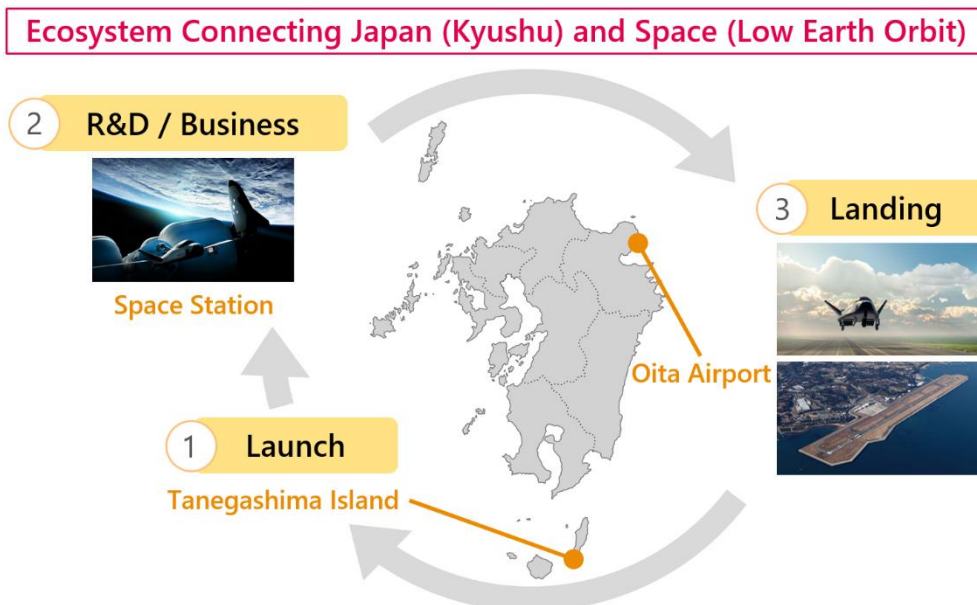 Ecosystem Connecting Japan (Kyushu) and Space (Low Earth Orbit)
2 R&D / Business
Space Station
3 Landing
Oita Airport
1 Launch
Tanegashima Island